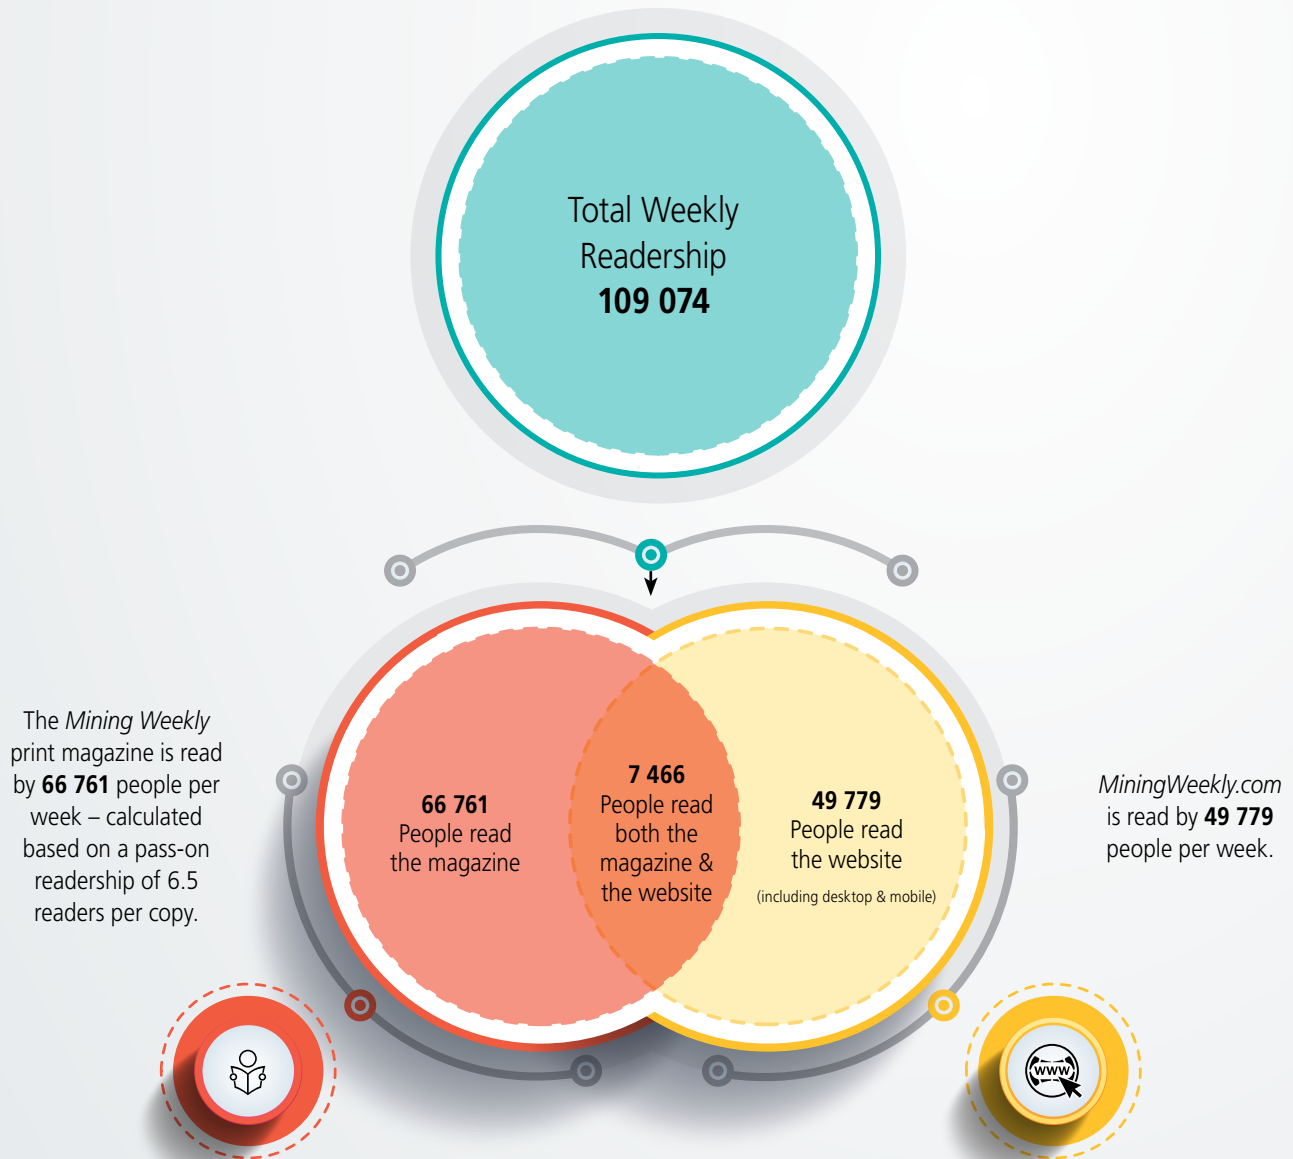 Total Weekly
Readership
109 074
The Mining Weekly
print magazine is read
by 66 761 people per
week – calculated
based on a pass-on
readership of 6.5
readers per copy.
66 761
People read
the magazine
7 466
People read
both the
magazine &
the website
49 779
People read
the website
(including desktop & mobile)
MiningWeekly.com
is read by 49 779
people per week.
WWW